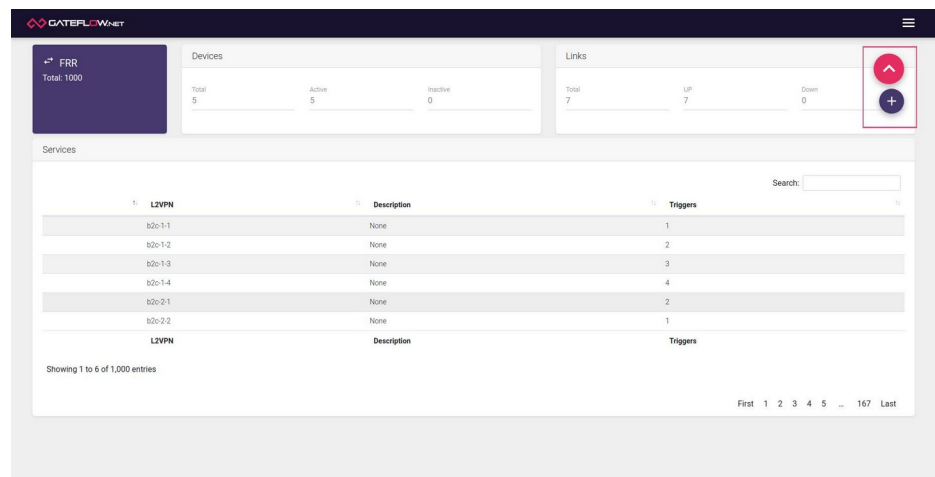 GATEFLOW.NET
FRR
Total: 1000
Devices
Total Active Inactive
5 5 0
Links
Total UP Down
7 7 0
Services
Search:
L2VPN Description Triggers
b2c-1-1 None 1
b2c-1-2 None 2
b2c-1-3 None 3
b2c-1-4 None 4
b2c-2-1 None 2
b2c-2-2 None 1
L2VPN Description Triggers
Showing 1 to 6 of 1,000 entries
First 1 2 3 4 5 ... 167 Last